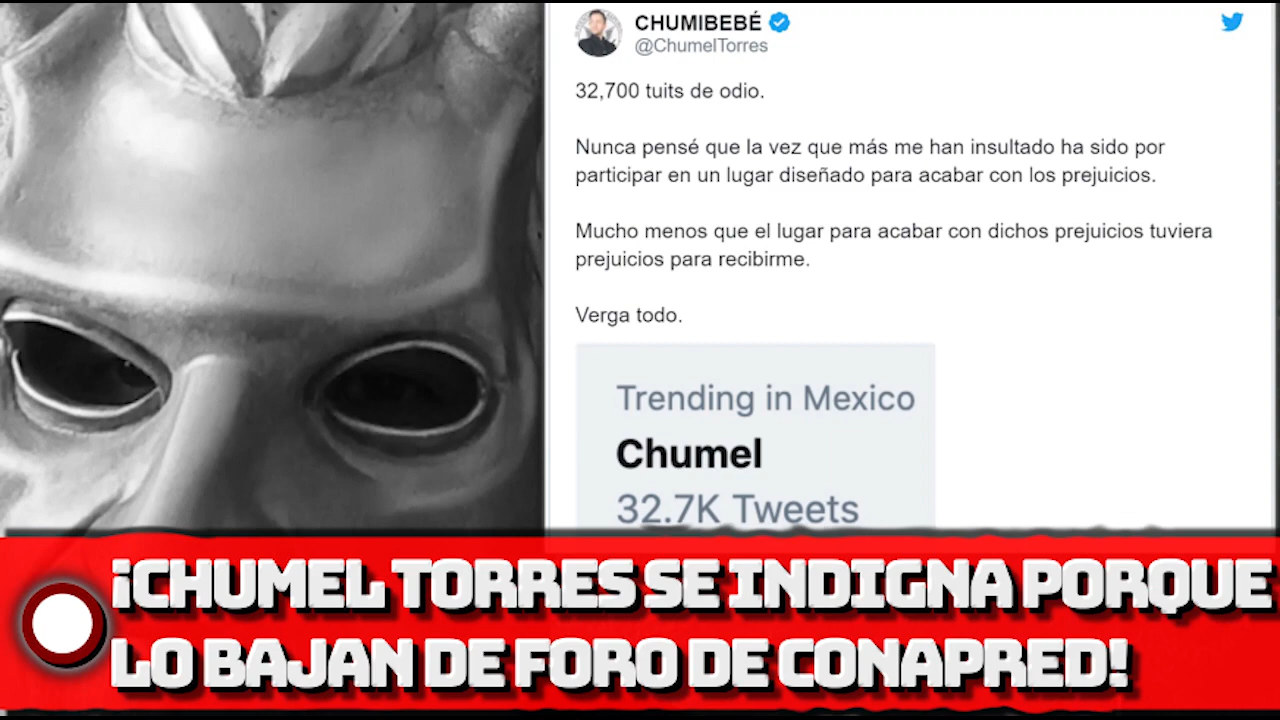 CHUMIBEBÉ
@ChumelTorres
32,700 tuits de odio.
Nunca pensé que la vez que más me han insultado ha sido por
participar en un lugar diseñado para acabar con los prejuicios.
Mucho menos que el lugar para acabar con dichos prejuicios tuviera
prejuicios para recibirme.
Verga todo.
Trending in Mexico
Chumel
32.7K Tweets
¡CHUMEL TORRES SE INDIGNA PORQUE
LO BAJAN DE FORO DE CONAPRED!